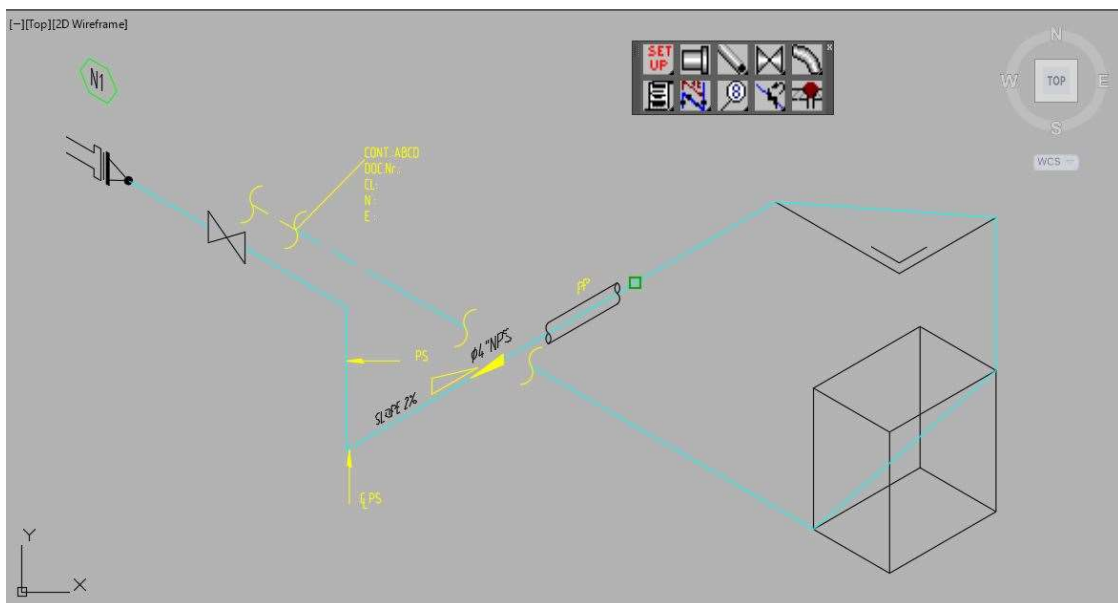 [−][Top][2D Wireframe]
N1
SET
UP
8
N
W
TOP
E
S
WCS
CONT. ABCD
DOC Nr.:
CL:
N :
E :
PP
Ø4"NPS
PS
SLOPE 2%
℄ PS
Y
X